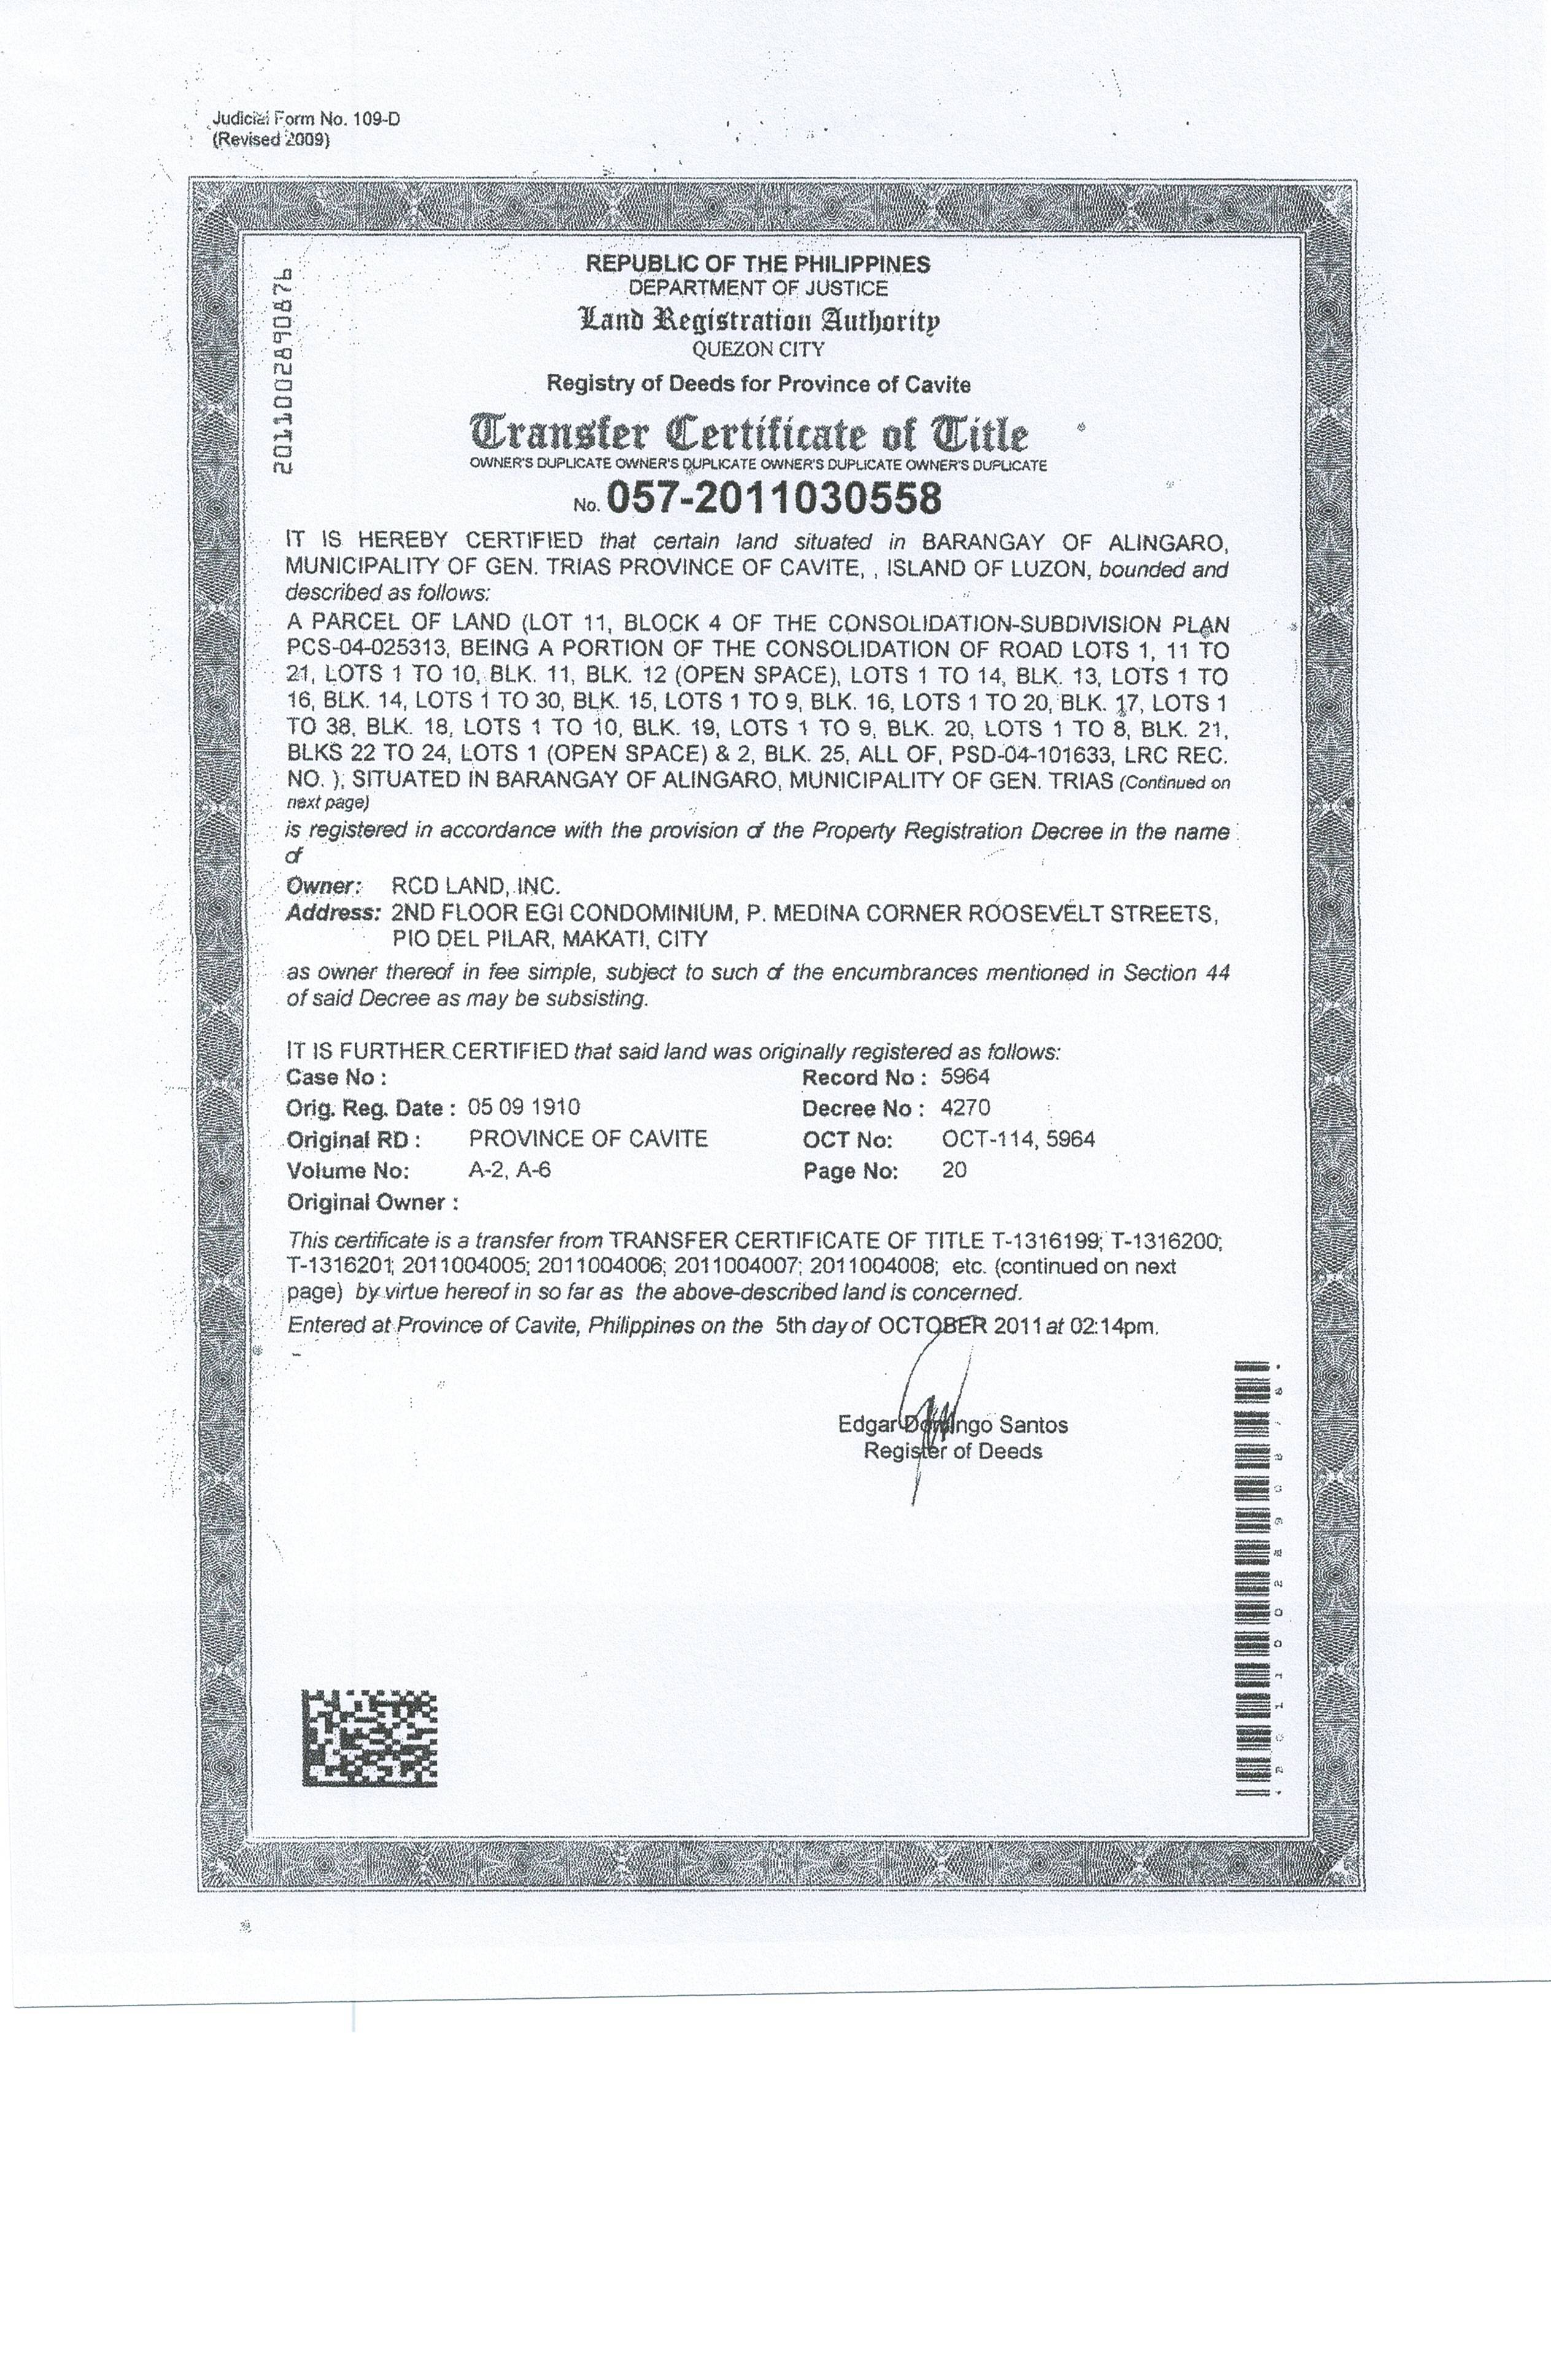 Judicial Form No. 109-D
(Revised 2009)
2011002890876
REPUBLIC OF THE PHILIPPINES
DEPARTMENT OF JUSTICE
Land Registration Authority
QUEZON CITY
Registry of Deeds for Province of Cavite
Transfer Certificate of Title
OWNER'S DUPLICATE OWNER'S DUPLICATE OWNER'S DUPLICATE OWNER'S DUPLICATE
No. 057-2011030558
IT IS HEREBY CERTIFIED that certain land situated in BARANGAY OF ALINGARO,
MUNICIPALITY OF GEN. TRIAS PROVINCE OF CAVITE, , ISLAND OF LUZON, bounded and
described as follows:
A PARCEL OF LAND (LOT 11, BLOCK 4 OF THE CONSOLIDATION-SUBDIVISION PLAN
PCS-04-025313, BEING A PORTION OF THE CONSOLIDATION OF ROAD LOTS 1, 11 TO
21, LOTS 1 TO 10, BLK. 11, BLK. 12 (OPEN SPACE), LOTS 1 TO 14, BLK. 13, LOTS 1 TO
16, BLK. 14, LOTS 1 TO 30, BLK. 15, LOTS 1 TO 9, BLK. 16, LOTS 1 TO 20, BLK. 17, LOTS 1
TO 38, BLK. 18, LOTS 1 TO 10, BLK. 19, LOTS 1 TO 9, BLK. 20, LOTS 1 TO 8, BLK. 21,
BLKS 22 TO 24, LOTS 1 (OPEN SPACE) & 2, BLK. 25, ALL OF, PSD-04-101633, LRC REC.
NO. ), SITUATED IN BARANGAY OF ALINGARO, MUNICIPALITY OF GEN. TRIAS (Continued on
next page)
is registered in accordance with the provision of the Property Registration Decree in the name
of
Owner: RCD LAND, INC.
Address: 2ND FLOOR EGI CONDOMINIUM, P. MEDINA CORNER ROOSEVELT STREETS,
PIO DEL PILAR, MAKATI, CITY
as owner thereof in fee simple, subject to such of the encumbrances mentioned in Section 44
of said Decree as may be subsisting.
IT IS FURTHER CERTIFIED that said land was originally registered as follows:
Case No : Record No : 5964
Orig. Reg. Date : 05 09 1910 Decree No : 4270
Original RD : PROVINCE OF CAVITE OCT No: OCT-114, 5964
Volume No: A-2, A-6 Page No: 20
Original Owner :
This certificate is a transfer from TRANSFER CERTIFICATE OF TITLE T-1316199; T-1316200;
T-1316201; 2011004005; 2011004006; 2011004007; 2011004008; etc. (continued on next
page) by virtue hereof in so far as the above-described land is concerned.
Entered at Province of Cavite, Philippines on the 5th day of OCTOBER 2011 at 02:14pm.
Edgar Domingo Santos
Register of Deeds